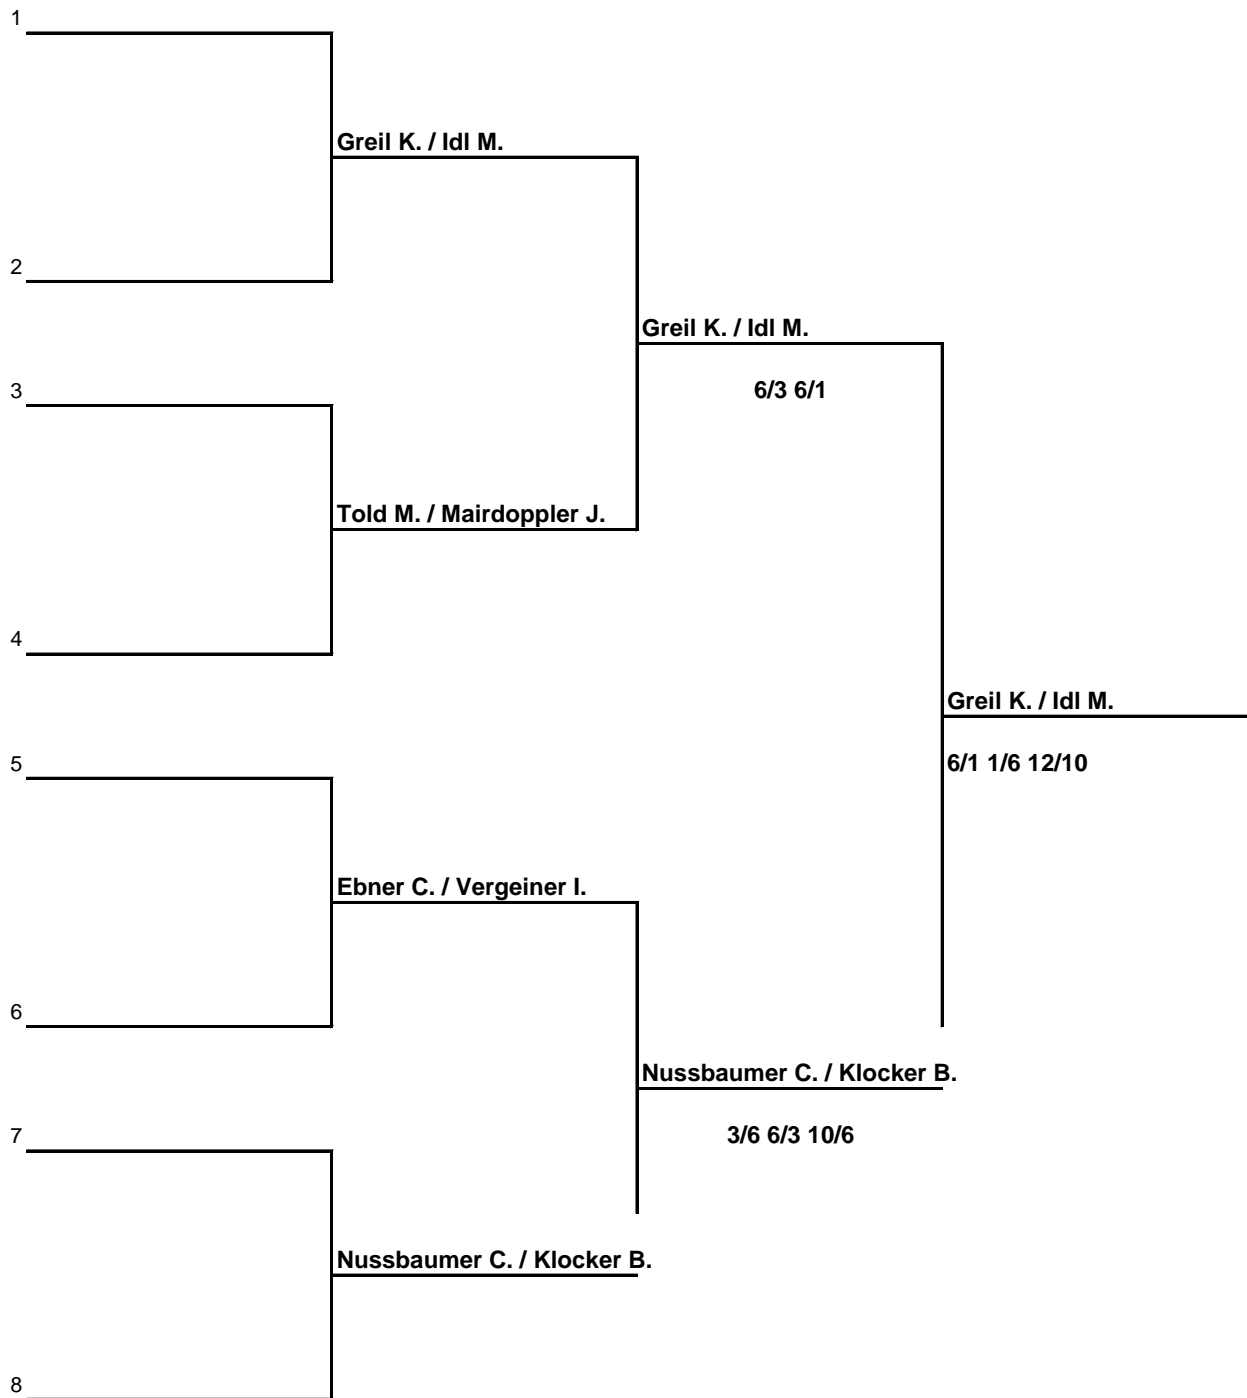 1
Greil K. / Idl M.
2
Greil K. / Idl M.
3
6/3 6/1
Told M. / Mairdoppler J.
4
Greil K. / Idl M.
5
6/1 1/6 12/10
Ebner C. / Vergeiner I.
6
Nussbaumer C. / Klocker B.
7
3/6 6/3 10/6
Nussbaumer C. / Klocker B.
8